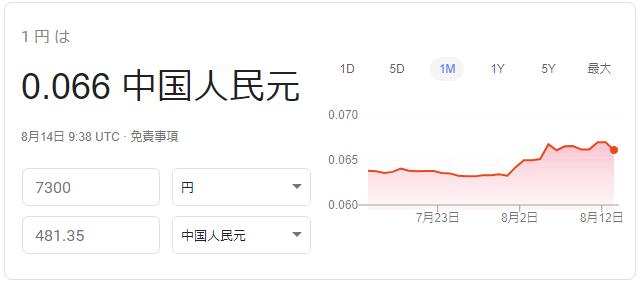 1 円 は
0.066 中国人民元
8月14日 9:38 UTC · 免責事項
7300
円
481.35
中国人民元
1D 5D 1M 1Y 5Y 最大
0.070
0.065
0.060
7月23日 8月2日 8月12日